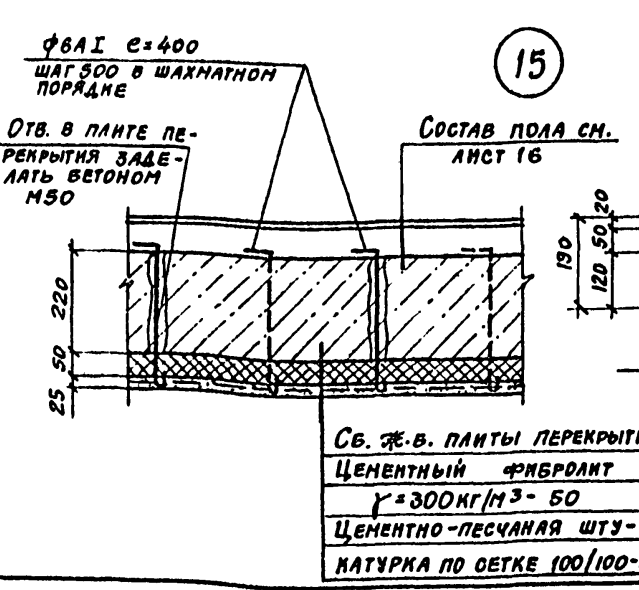 ф6АI е=400
ШАГ 500 В ШАХМАТНОМ
ПОРЯДКЕ
15
ОТВ. В ПЛИТЕ ПЕ-
РЕКРЫТИЯ ЗАДЕ-
ЛАТЬ БЕТОНОМ
М50
СОСТАВ ПОЛА СМ.
ЛИСТ 16
220
50
25
190
20
50
120
СБ. Ж.Б. ПЛИТЫ ПЕРЕКРЫТИ
ЦЕМЕНТНЫЙ ФИБРОЛИТ
γ=300КГ/М3- 50
ЦЕМЕНТНО-ПЕСЧАНАЯ ШТУ-
КАТУРКА ПО СЕТКЕ 100/100-